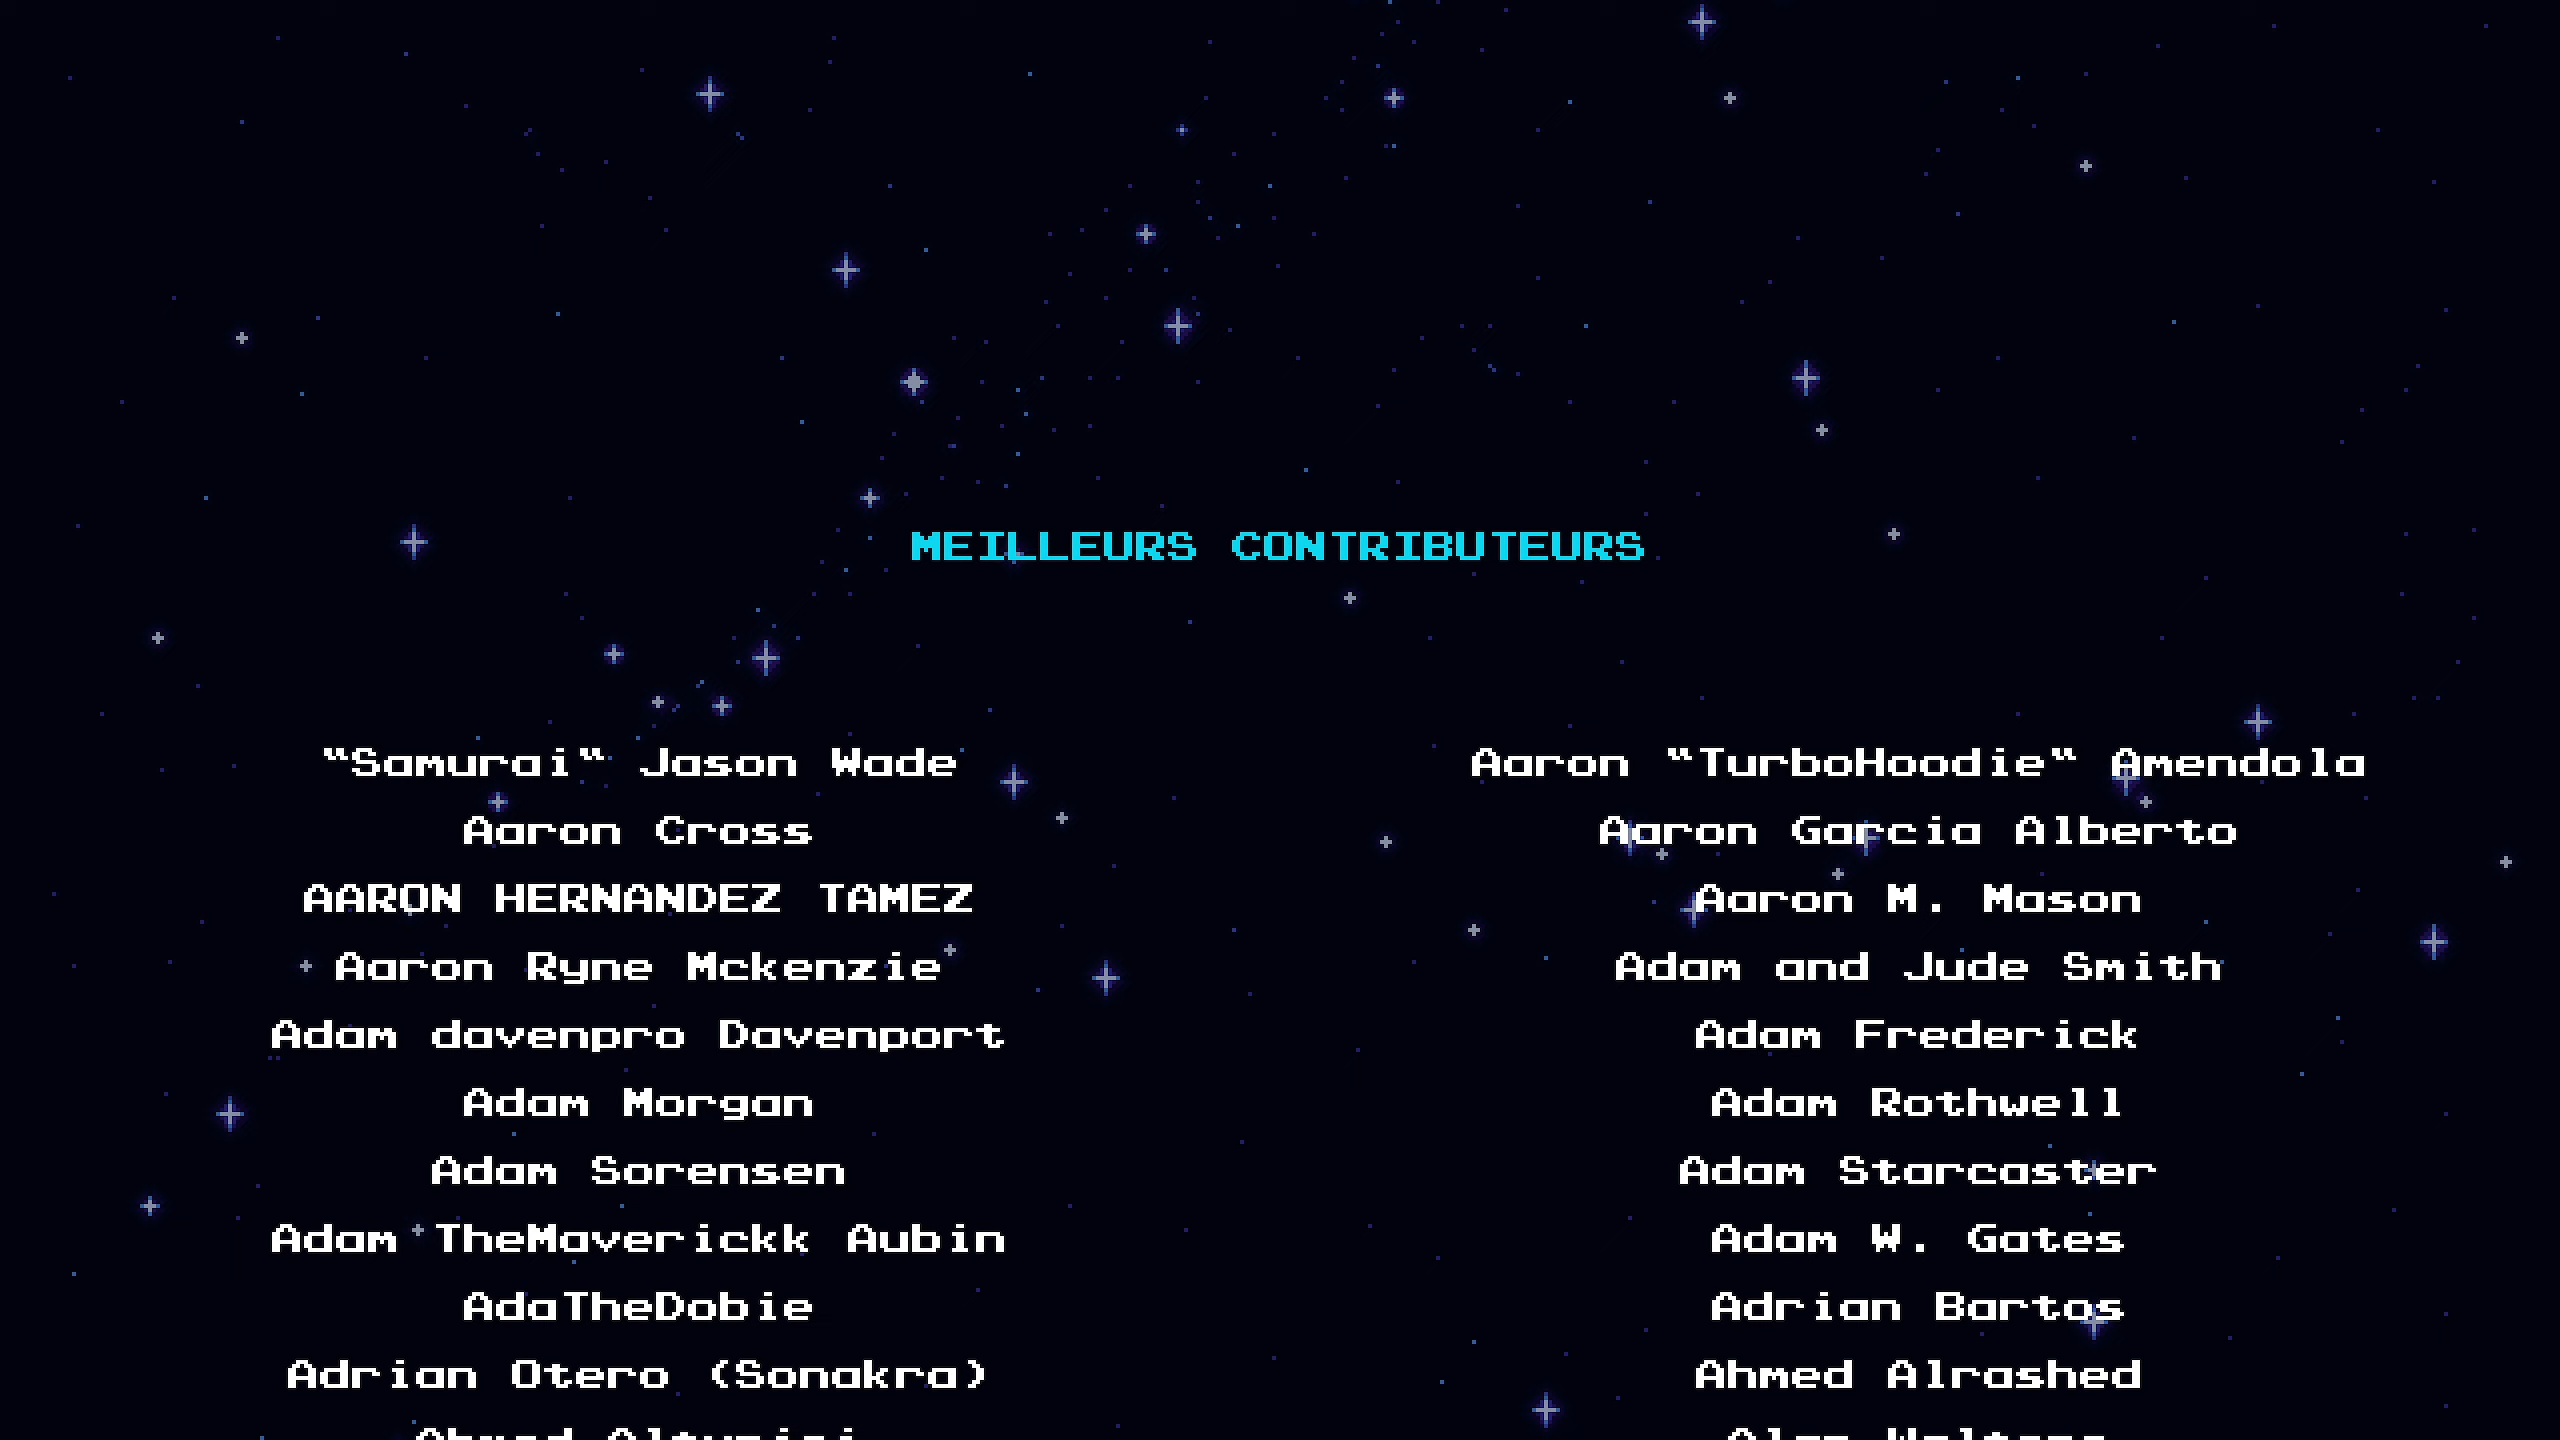 MEILLEURS CONTRIBUTEURS
"Samurai" Jason Wade
Aaron "TurboHoodie" Amendola
Aaron Cross
Aaron Garcia Alberto
AARON HERNANDEZ TAMEZ
Aaron M. Mason
Aaron Ryne Mckenzie
Adam and Jude Smith
Adam davenpro Davenport
Adam Frederick
Adam Morgan
Adam Rothwell
Adam Sorensen
Adam Starcaster
Adam TheMaverickk Aubin
Adam W. Gates
AdaTheDobie
Adrian Bartos
Adrian Otero (Sonakra)
Ahmed Alrashed